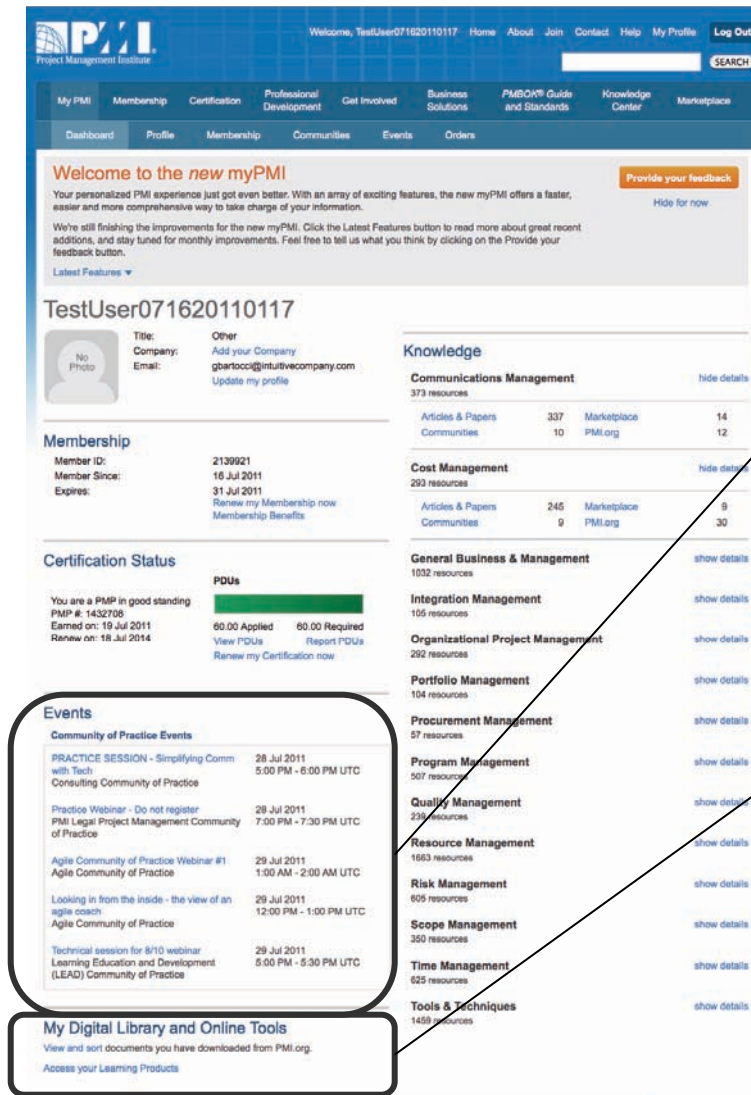 PMI
Project Management Institute
Welcome, TestUser071620110117 Home About Join Contact Help My Profile Log Out
SEARCH
My PMI Membership Certification Professional Development Get Involved Business Solutions PMBOK® Guide and Standards Knowledge Center Marketplace
Dashboard Profile Membership Communities Events Orders
Welcome to the new myPMI
Your personalized PMI experience just got even better. With an array of exciting features, the new myPMI offers a faster,
easier and more comprehensive way to take charge of your information.
We're still finishing the improvements for the new myPMI. Click the Latest Features button to read more about great recent
additions, and stay tuned for monthly improvements. Feel free to tell us what you think by clicking on the Provide your
feedback button.
Latest Features
Provide your feedback
Hide for now
TestUser071620110117
No
Photo
Title: Other
Company: Add your Company
Email: gbartocci@intuitivecompany.com
Update my profile
Membership
Member ID: 2139921
Member Since: 16 Jul 2011
Expires: 31 Jul 2011
Renew my Membership now
Membership Benefits
Certification Status
PDUs
You are a PMP in good standing
PMP #: 1432708
Earned on: 19 Jul 2011
Renew on: 18 Jul 2014
60.00 Applied 60.00 Required
View PDUs Report PDUs
Renew my Certification now
Events
Community of Practice Events
PRACTICE SESSION - Simplifying Comm 28 Jul 2011
with Tech 5:00 PM - 6:00 PM UTC
Consulting Community of Practice
Practice Webinar - Do not register 28 Jul 2011
PMI Legal Project Management Community 7:00 PM - 7:30 PM UTC
of Practice
Agile Community of Practice Webinar #1 29 Jul 2011
Agile Community of Practice 1:00 AM - 2:00 AM UTC
Looking in from the inside - the view of an 29 Jul 2011
agile coach 12:00 PM - 1:00 PM UTC
Agile Community of Practice
Technical session for 8/10 webinar 29 Jul 2011
Learning Education and Development 5:00 PM - 5:30 PM UTC
(LEAD) Community of Practice
My Digital Library and Online Tools
View and sort documents you have downloaded from PMI.org.
Access your Learning Products
Knowledge
Communications Management hide details
373 resources
Articles & Papers 337 Marketplace 14
Communities 10 PMI.org 12
Cost Management hide details
293 resources
Articles & Papers 245 Marketplace 9
Communities 9 PMI.org 30
General Business & Management show details
1032 resources
Integration Management show details
105 resources
Organizational Project Management show details
292 resources
Portfolio Management show details
104 resources
Procurement Management show details
57 resources
Program Management show details
507 resources
Quality Management show details
239 resources
Resource Management show details
1663 resources
Risk Management show details
605 resources
Scope Management show details
350 resources
Time Management show details
625 resources
Tools & Techniques show details
1459 resources